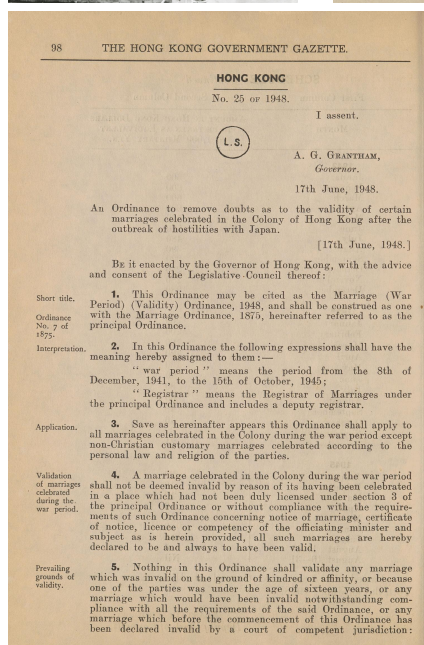 98 THE HONG KONG GOVERNMENT GAZETTE.
HONG KONG
No. 25 OF 1948.
I assent.
L.S.
A. G. GRANTHAM,
Governor.
17th June, 1948.
AN Ordinance to remove doubts as to the validity of certain
marriages celebrated in the Colony of Hong Kong after the
outbreak of hostilities with Japan.
[17th June, 1948.]
BE it enacted by the Governor of Hong Kong, with the advice
and consent of the Legislative Council thereof:
Short title.
Ordinance
No. 7 of
1875.
1. This Ordinance may be cited as the Marriage (War
Period) (Validity) Ordinance, 1948, and shall be construed as one
with the Marriage Ordinance, 1875, hereinafter referred to as the
principal Ordinance.
Interpretation.
2. In this Ordinance the following expressions shall have the
meaning hereby assigned to them:—
"war period" means the period from the 8th of
December, 1941, to the 15th of October, 1945;
"Registrar" means the Registrar of Marriages under
the principal Ordinance and includes a deputy registrar.
Application.
3. Save as hereinafter appears this Ordinance shall apply to
all marriages celebrated in the Colony during the war period except
non-Christian customary marriages celebrated according to the
personal law and religion of the parties.
Validation
of marriages
celebrated
during the
war period.
4. A marriage celebrated in the Colony during the war period
shall not be deemed invalid by reason of its having been celebrated
in a place which had not been duly licensed under section 3 of
the principal Ordinance or without compliance with the require-
ments of such Ordinance concerning notice of marriage, certificate
of notice, licence or competency of the officiating minister and
subject as is herein provided, all such marriages are hereby
declared to be and always to have been valid.
Prevailing
grounds of
validity.
5. Nothing in this Ordinance shall validate any marriage
which was invalid on the ground of kindred or affinity, or because
one of the parties was under the age of sixteen years, or any
marriage which would have been invalid notwithstanding com-
pliance with all the requirements of the said Ordinance, or any
marriage which before the commencement of this Ordinance has
been declared invalid by a court of competent jurisdiction: